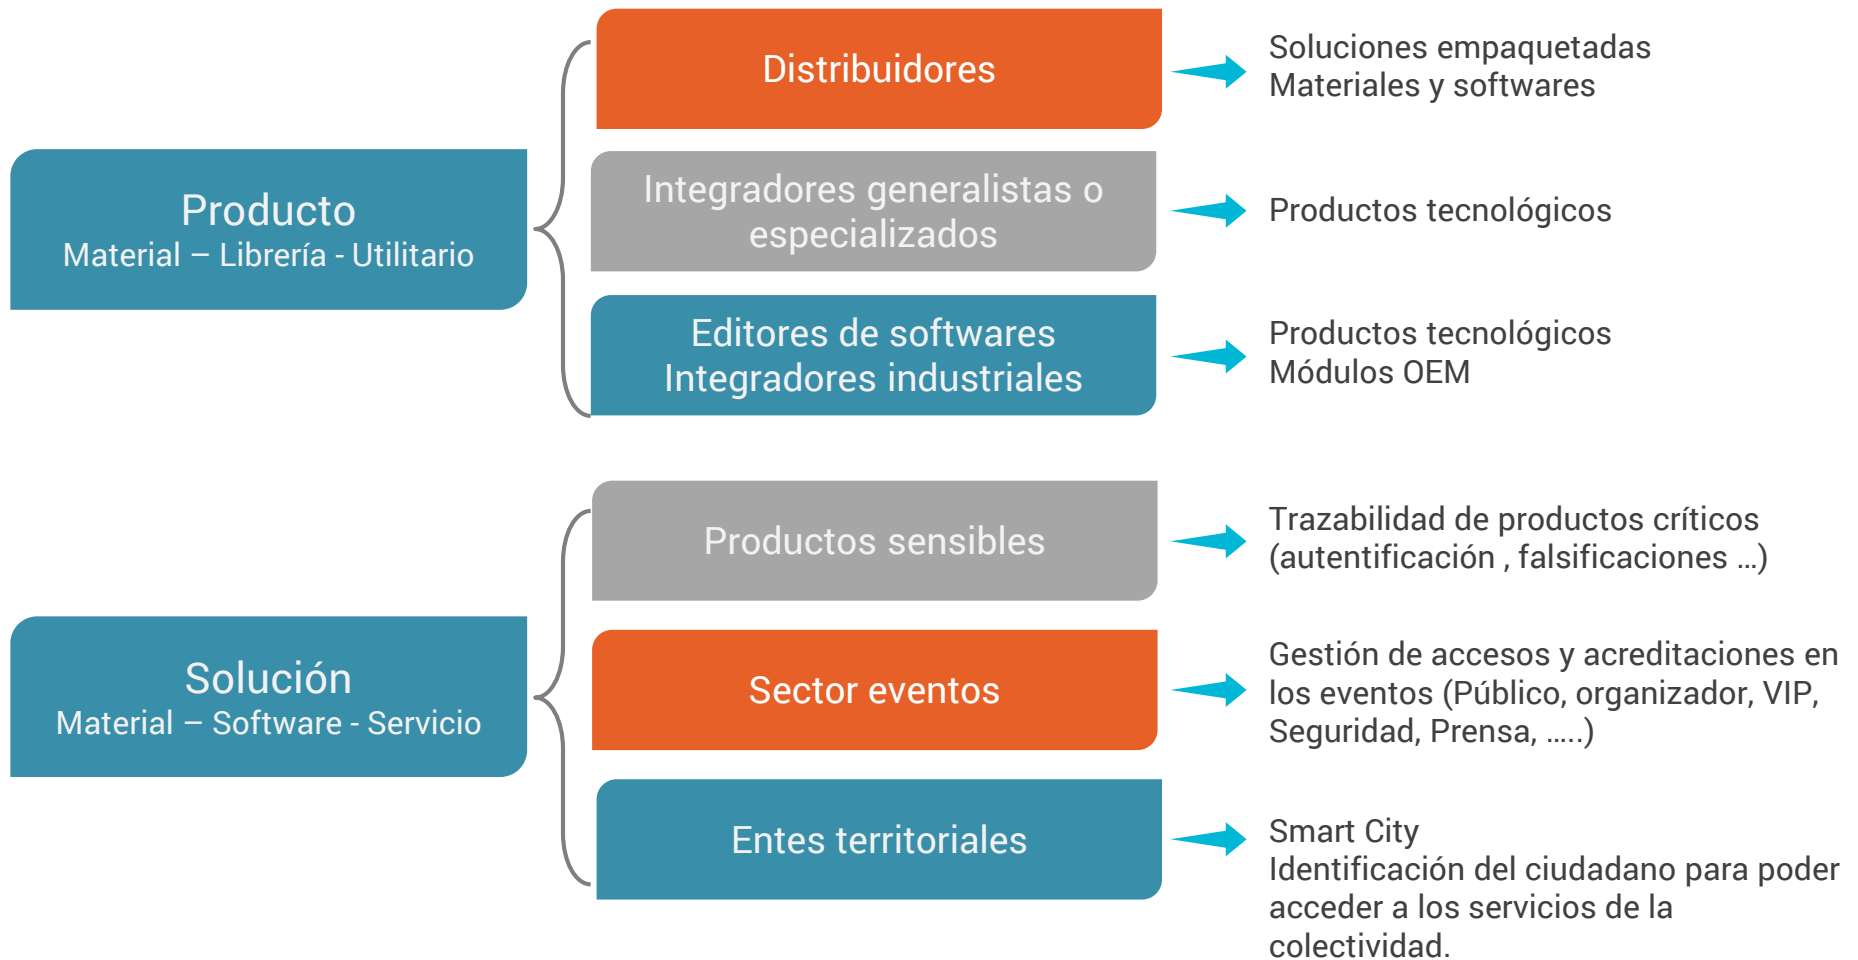 Producto
Material – Librería - Utilitario
Distribuidores
Soluciones empaquetadas
Materiales y softwares
Integradores generalistas o
especializados
Productos tecnológicos
Editores de softwares
Integradores industriales
Productos tecnológicos
Módulos OEM
Solución
Material – Software - Servicio
Productos sensibles
Trazabilidad de productos críticos
(autentificación , falsificaciones ...)
Sector eventos
Gestión de accesos y acreditaciones en
los eventos (Público, organizador, VIP,
Seguridad, Prensa, .....)
Entes territoriales
Smart City
Identificación del ciudadano para poder
acceder a los servicios de la
colectividad.